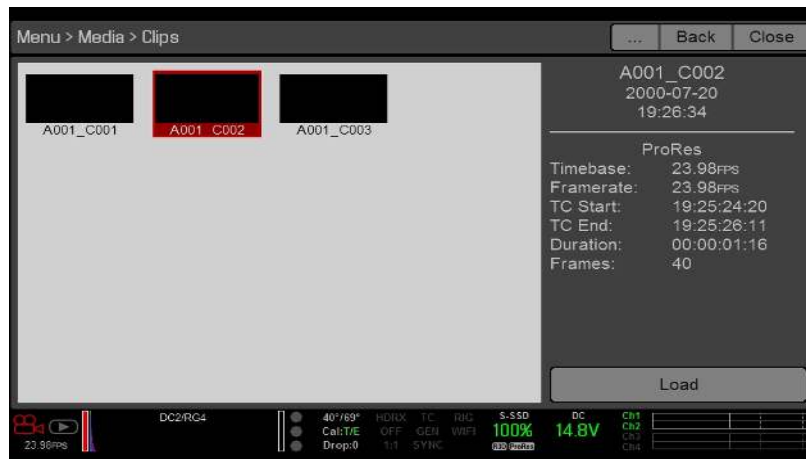 Menu > Media > Clips
... Back Close
A001_C001 A001_C002 A001_C003
A001_C002
2000-07-20
19:26:34
ProRes
Timebase: 23.98FPS
Framerate: 23.98FPS
TC Start: 19:25:24:20
TC End: 19:25:26:11
Duration: 00:00:01:16
Frames: 40
Load
DC2/RG4 40°/69° HDRX TC RIG S-SSD DC Ch1
Cal:T/E OFF GEN WIFI 100% 14.8V Ch2
23.98FPS Drop:0 1:1 SYNC R3D ProRes Ch3
Ch4